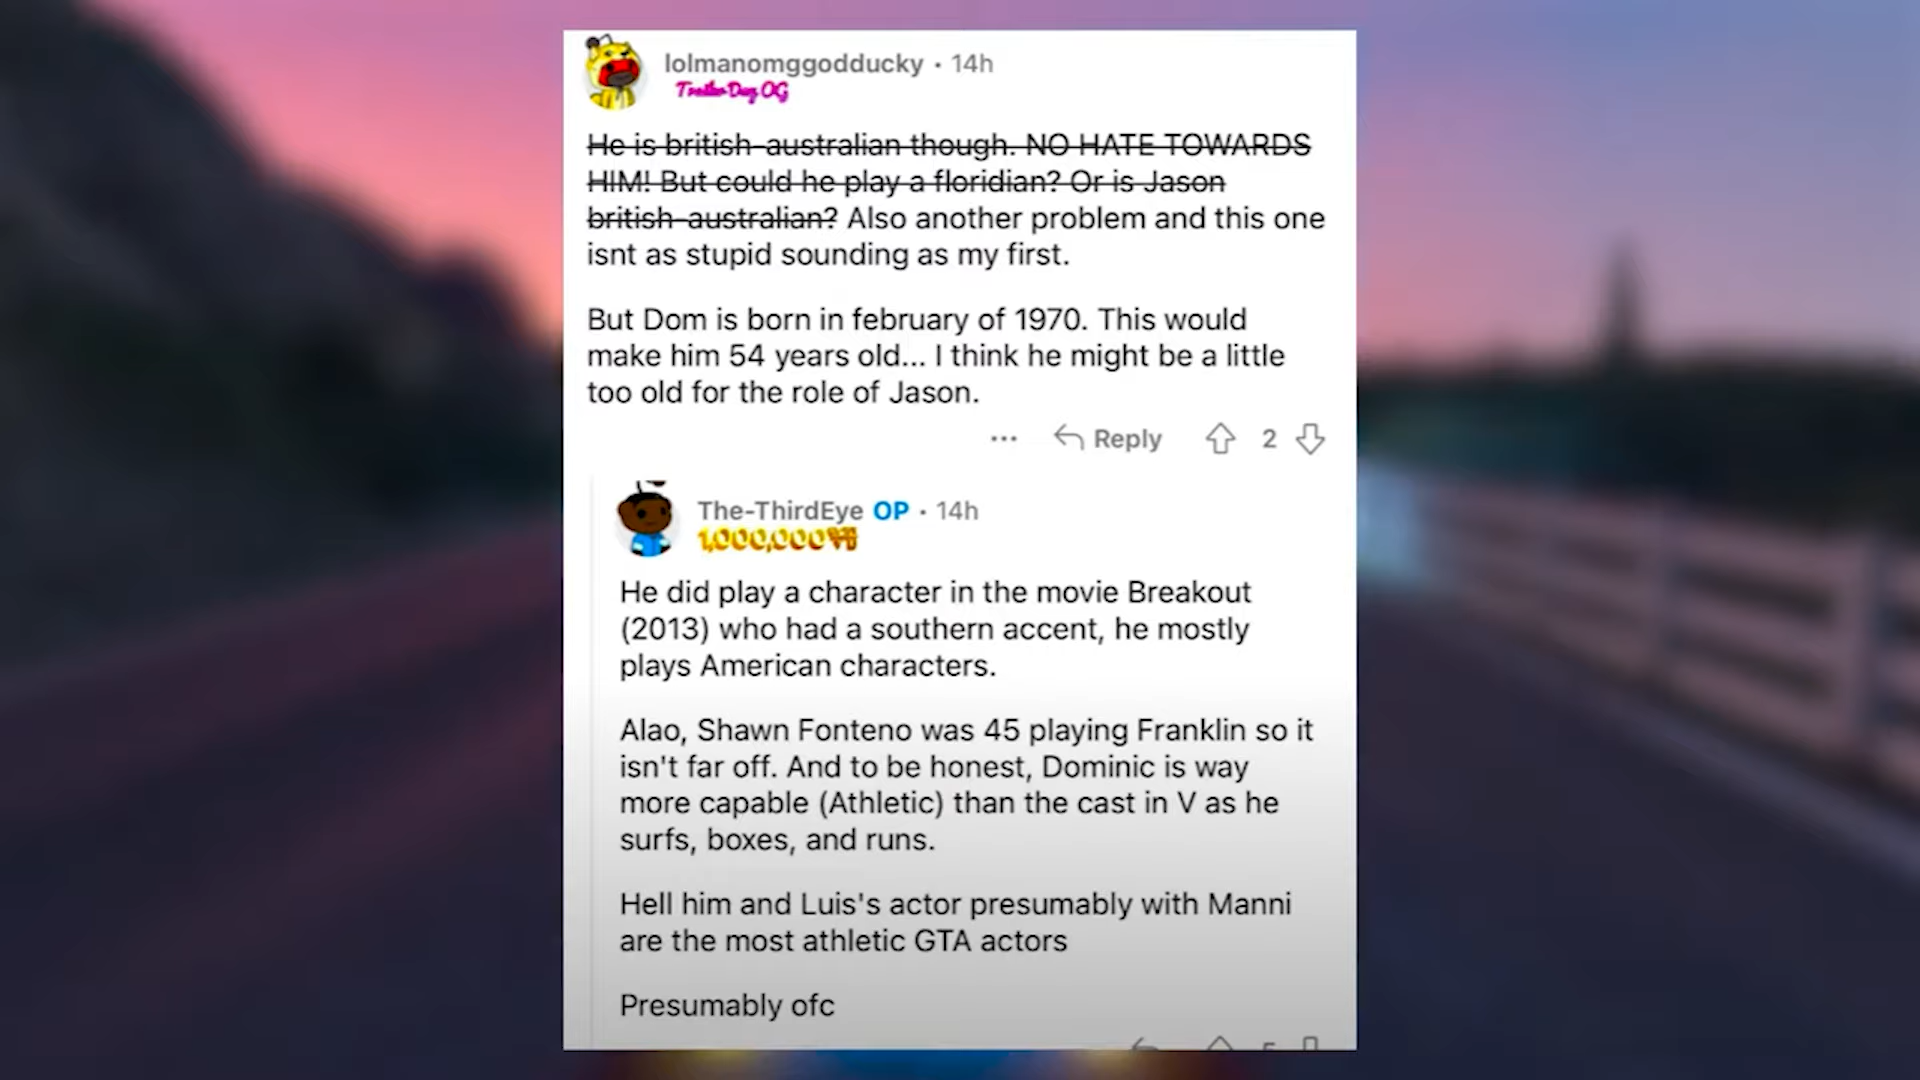 lolmanomggodducky · 14h
Trailer Day OG
He is british-australian though. NO HATE TOWARDS
HIM! But could he play a floridian? Or is Jason
british-australian? Also another problem and this one
isnt as stupid sounding as my first.
But Dom is born in february of 1970. This would
make him 54 years old... I think he might be a little
too old for the role of Jason.
... Reply 2
The-ThirdEye OP · 14h
1,000,000
He did play a character in the movie Breakout
(2013) who had a southern accent, he mostly
plays American characters.
Alao, Shawn Fonteno was 45 playing Franklin so it
isn't far off. And to be honest, Dominic is way
more capable (Athletic) than the cast in V as he
surfs, boxes, and runs.
Hell him and Luis's actor presumably with Manni
are the most athletic GTA actors
Presumably ofc